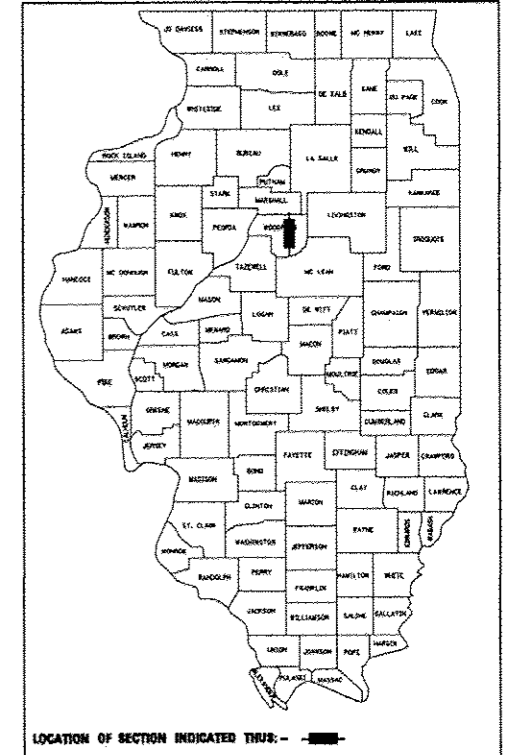 JO DAVIESS STEPHENSON WINNEBAGO BOONE MC HENRY LAKE
CARROLL OGLE
DE KALB KANE DU PAGE COOK
WHITESIDE LEE
KENDALL
ROCK ISLAND HENRY BUREAU LA SALLE GRUNDY WILL
MERCER PUTNAM
STARK MARSHALL KANKAKEE
HENDERSON WARREN KNOX PEORIA LIVINGSTON
IROQUOIS
HANCOCK MC DONOUGH FULTON TAZEWELL MC LEAN FORD
MASON
SCHUYLER LOGAN DE WITT CHAMPAIGN VERMILION
ADAMS BROWN CASS MENARD PIATT
MACON
MORGAN SANGAMON DOUGLAS
PIKE SCOTT MOULTRIE EDGAR
CHRISTIAN COLES
GREENE SHELBY
CALHOUN MACOUPIN MONTGOMERY CUMBERLAND CLARK
JERSEY
FAYETTE EFFINGHAM JASPER CRAWFORD
BOND
MADISON CLAY
RICHLAND LAWRENCE
CLINTON MARION
ST. CLAIR WAYNE EDWARDS WABASH
WASHINGTON JEFFERSON
MONROE
RANDOLPH PERRY HAMILTON WHITE
FRANKLIN
JACKSON WILLIAMSON SALINE GALLATIN
HARDIN
UNION JOHNSON POPE
ALEXANDER PULASKI MASSAC
LOCATION OF SECTION INDICATED THUS: -